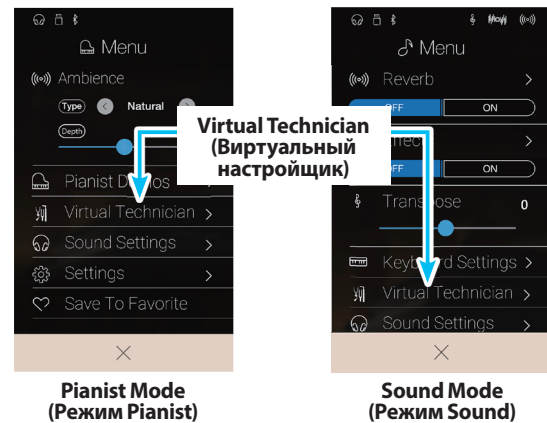 Menu
Ambience
Type
Natural
Depth
Pianist
Virtual Technician
Sound Settings
Settings
Save To Favorite
Virtual Technician
(Виртуальный
настройщик)
Menu
Reverb
OFF ON
ON
Transpose 0
Keyboard Settings
Virtual Technician
Sound Settings
Pianist Mode
(Режим Pianist)
Sound Mode
(Режим Sound)